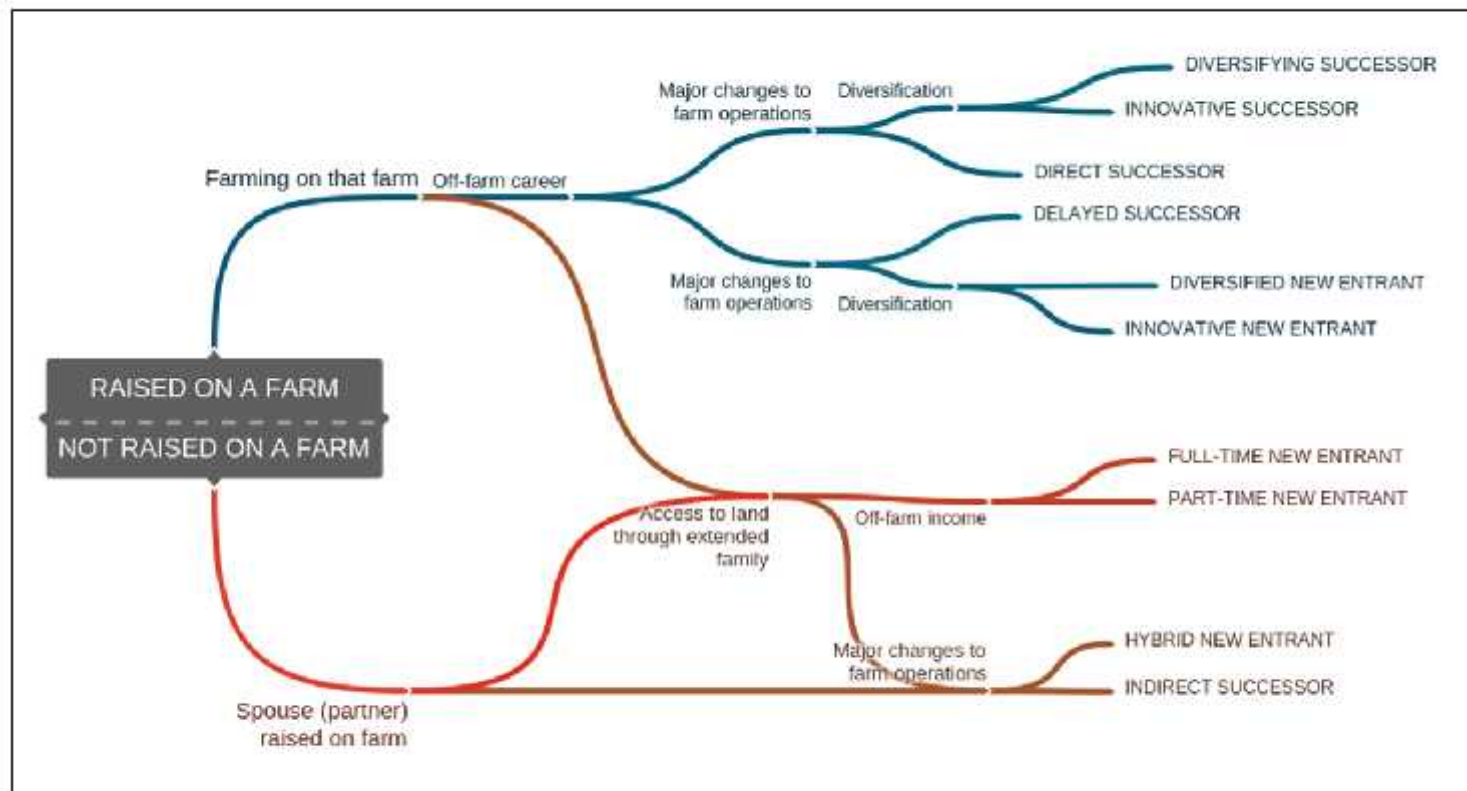 DIVERSIFYING SUCCESSOR
Major changes to
farm operations
Diversification
INNOVATIVE SUCCESSOR
Farming on that farm
Off-farm career
DIRECT SUCCESSOR
DELAYED SUCCESSOR
Major changes to
farm operations
Diversification
DIVERSIFIED NEW ENTRANT
INNOVATIVE NEW ENTRANT
RAISED ON A FARM
NOT RAISED ON A FARM
FULL-TIME NEW ENTRANT
PART-TIME NEW ENTRANT
Access to land
through extended
family
Off-farm income
HYBRID NEW ENTRANT
Major changes to
farm operations
INDIRECT SUCCESSOR
Spouse (partner)
raised on farm